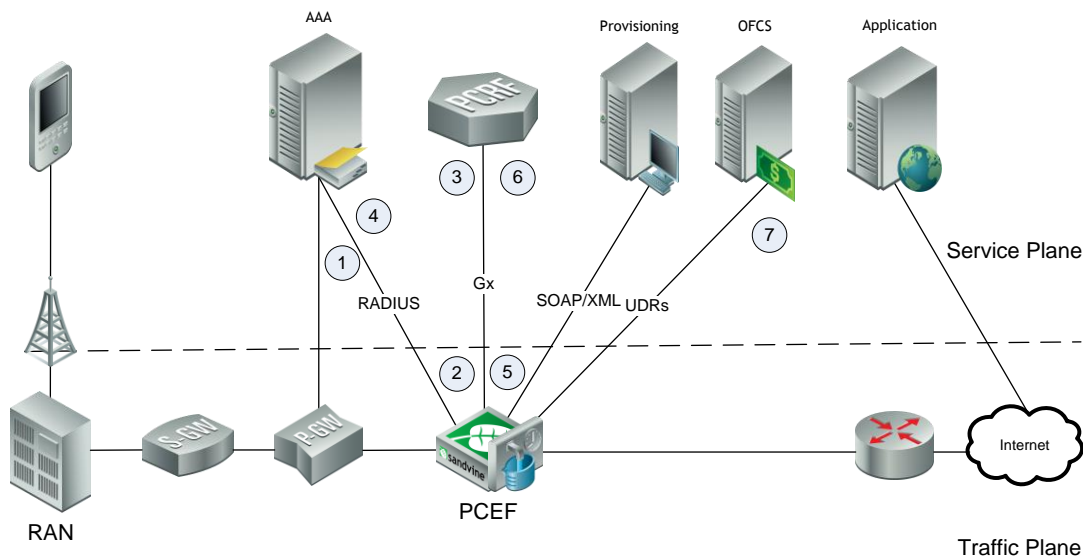 AAA
Provisioning
OFCS
Application
PCRF
3
6
4
7
1
Service Plane
Gx
SOAP/XML
UDRs
RADIUS
2
5
S-GW
P-GW
sandvine
Internet
PCEF
RAN
Traffic Plane